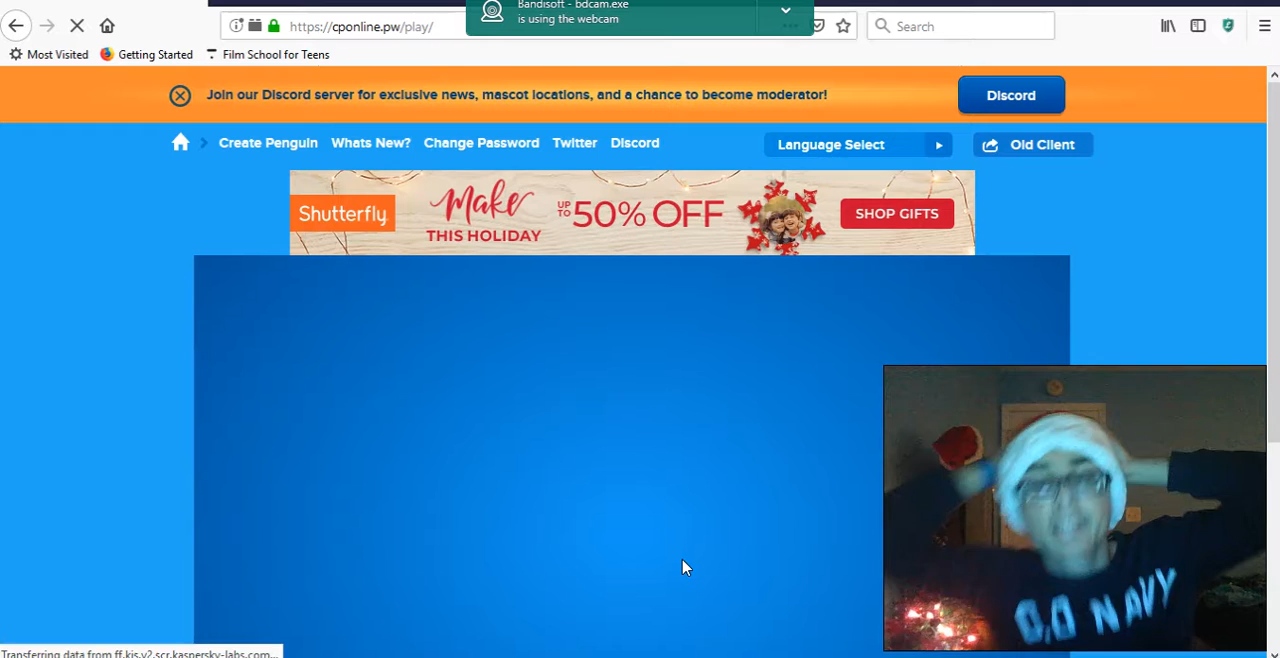 Bandisoft - bdcam.exe
is using the webcam
https://cponline.pw/play/
Search
Most Visited
Getting Started
Film School for Teens
Join our Discord server for exclusive news, mascot locations, and a chance to become moderator!
Discord
Create Penguin
Whats New?
Change Password
Twitter
Discord
Language Select
Old Client
Shutterfly
Make
THIS HOLIDAY
UP TO 50% OFF
SHOP GIFTS
NAVY
Transferring data from ff.kis.v2.scr.kaspersky-labs.com...